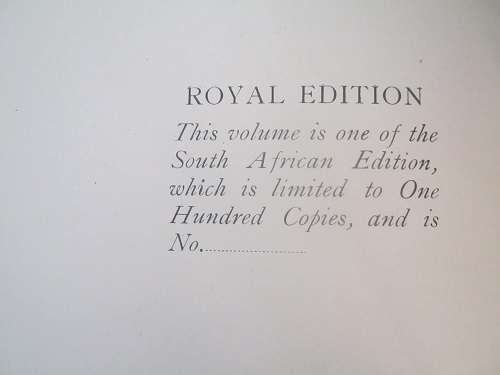 ROYAL EDITION
This volume is one of the
South African Edition,
which is limited to One
Hundred Copies, and is
No...........................